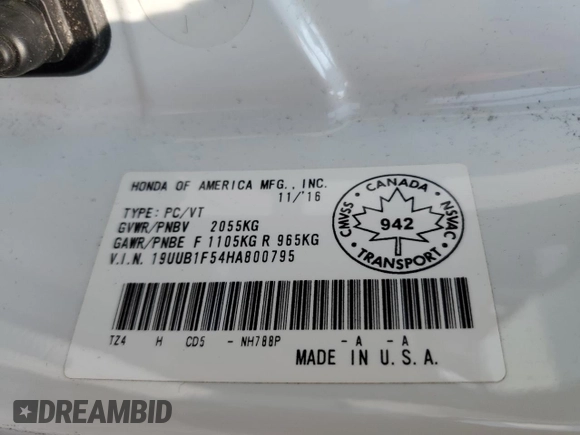 HONDA OF AMERICA MFG., INC.
11/'16
TYPE: PC/VT
GVWR/PNBV 2055KG
GAWR/PNBE F 1105KG R 965KG
V.I.N. 19UUB1F54HA800795
CANADA
CMVSS 942 NSVAC
TRANSPORT
TZ4 H CD5 - NH788P -A -A
MADE IN U.S.A.
DREAMBID